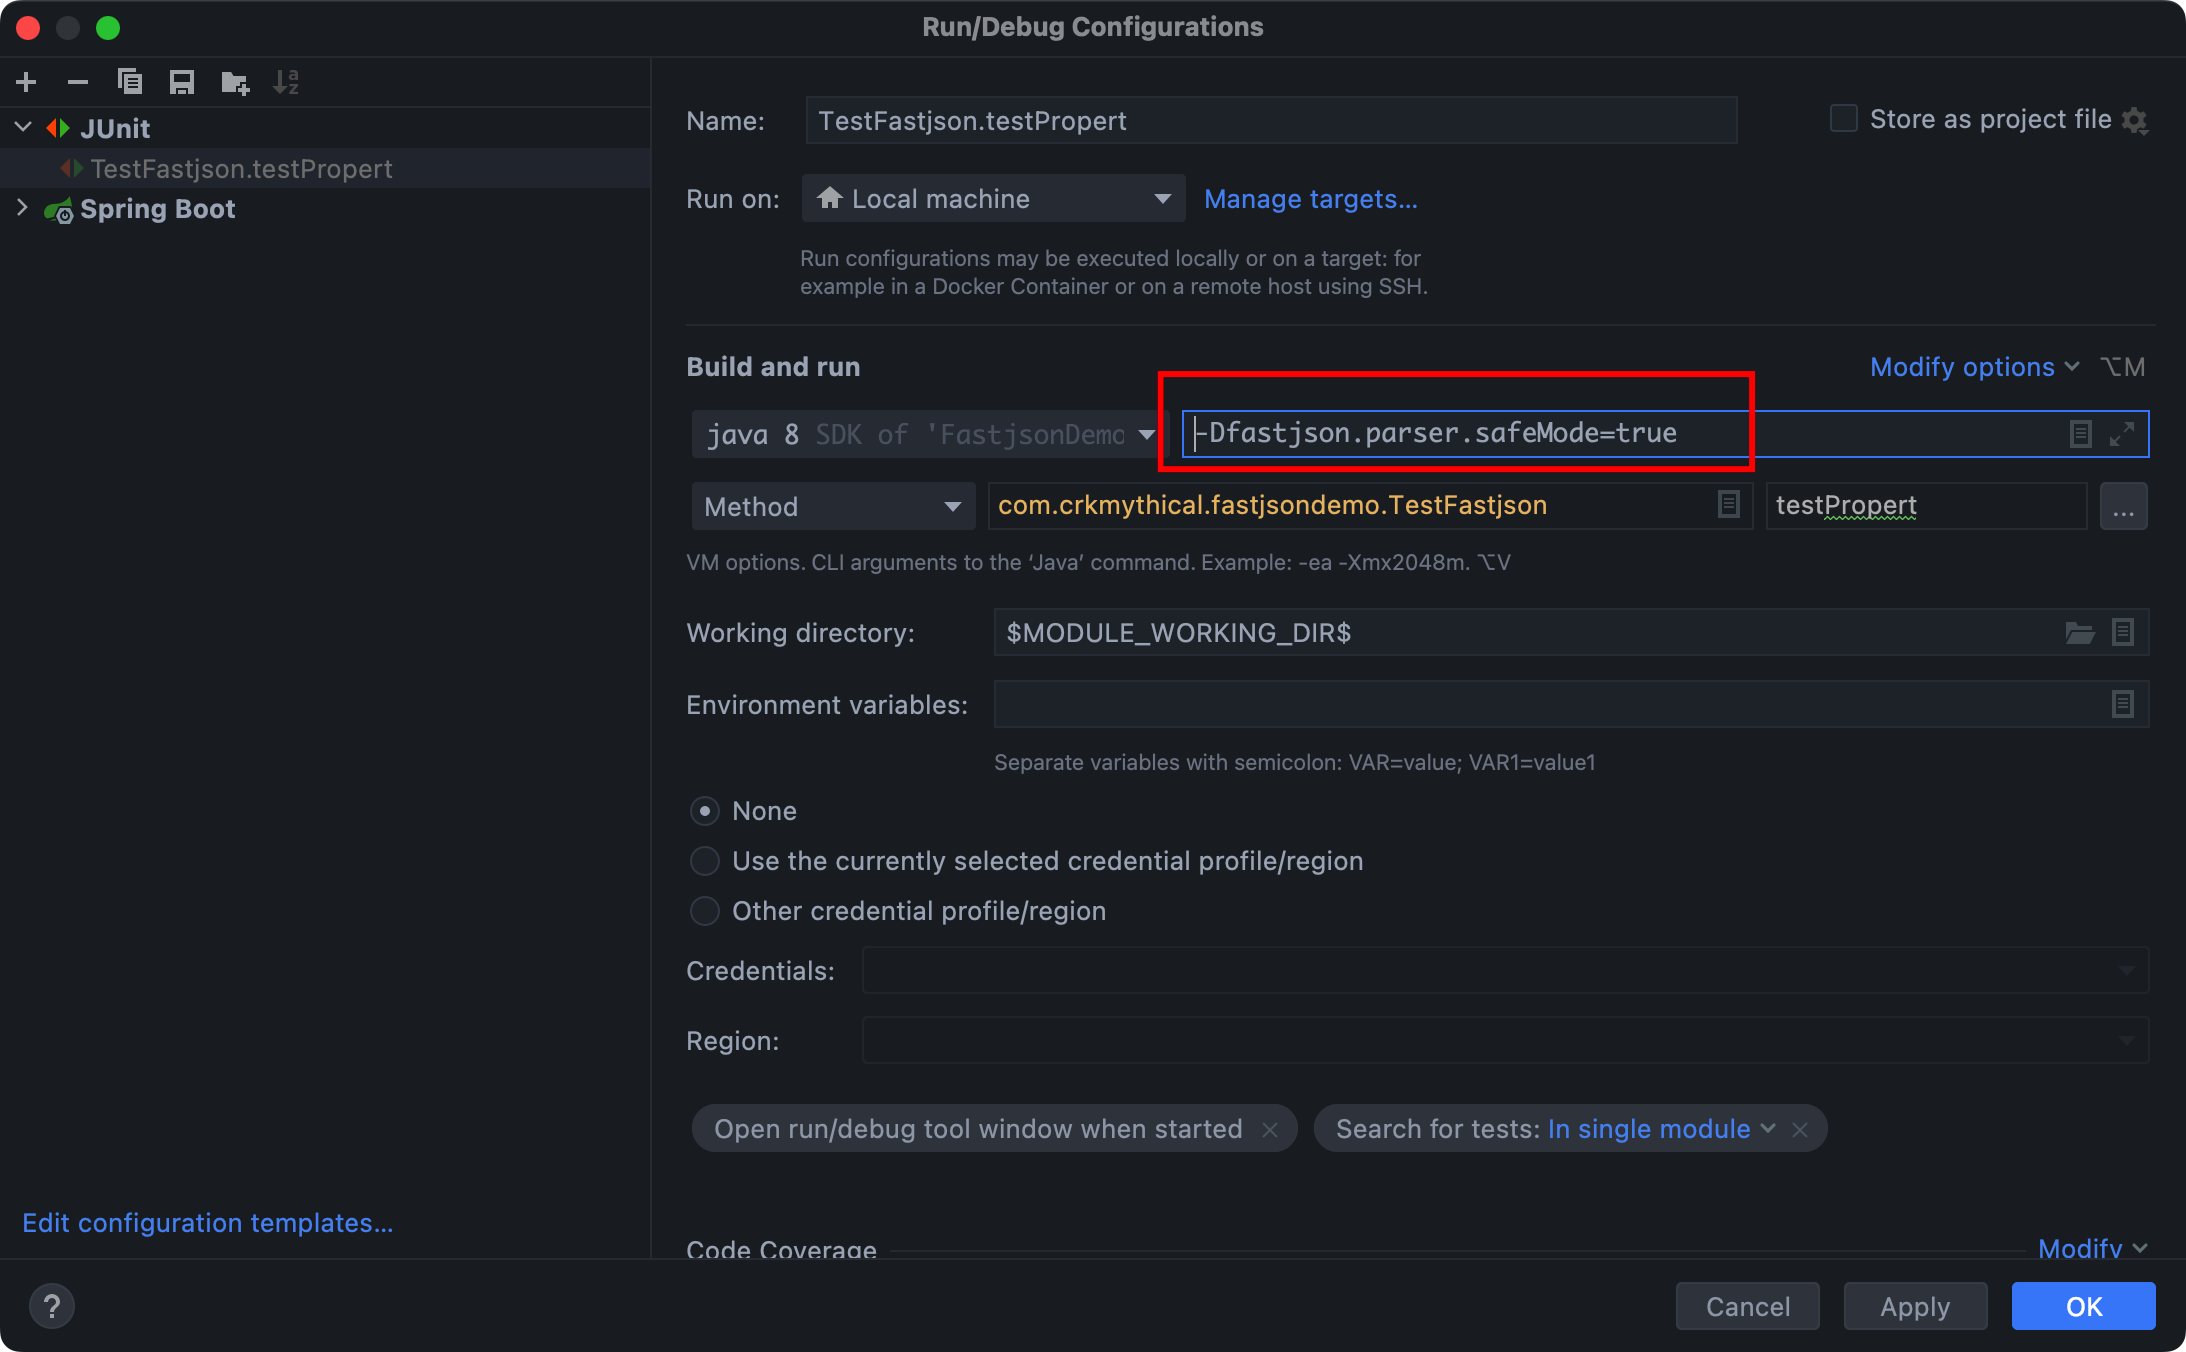 Run/Debug Configurations
JUnit
TestFastjson.testPropert
Spring Boot
Name: TestFastjson.testPropert Store as project file
Run on: Local machine Manage targets...
Run configurations may be executed locally or on a target: for
example in a Docker Container or on a remote host using SSH.
Build and run Modify options ⌥M
java 8 SDK of 'FastjsonDemo -Dfastjson.parser.safeMode=true
Method com.crkmythical.fastjsondemo.TestFastjson testPropert ...
VM options. CLI arguments to the ‘Java’ command. Example: -ea -Xmx2048m. ⌥V
Working directory: $MODULE_WORKING_DIR$
Environment variables:
Separate variables with semicolon: VAR=value; VAR1=value1
None
Use the currently selected credential profile/region
Other credential profile/region
Credentials:
Region:
Open run/debug tool window when started Search for tests: In single module
Edit configuration templates...
Code Coverage Modify
? Cancel Apply OK